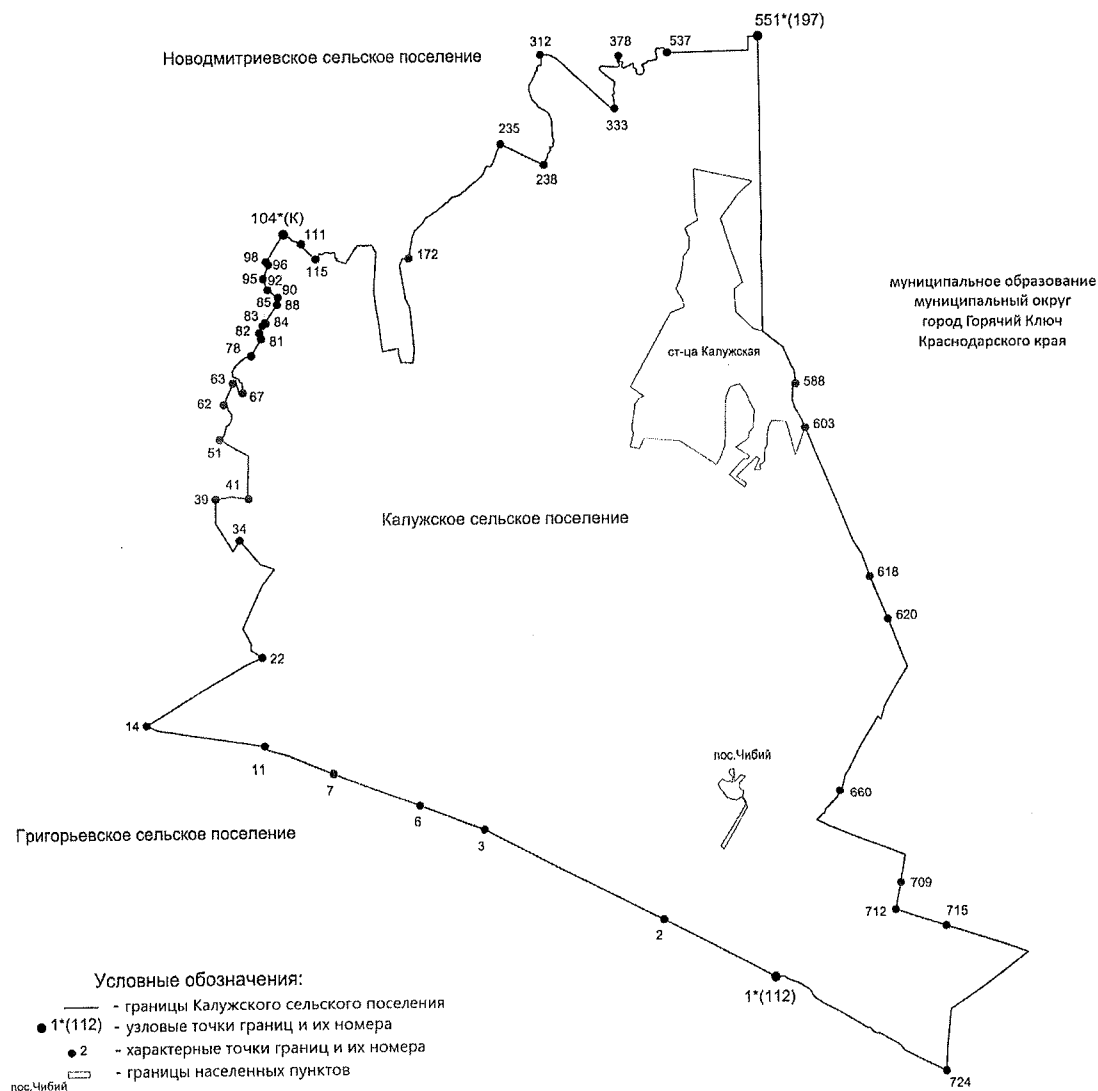 551*(197)
Новодмитриевское сельское поселение
312
378
537
333
235
238
104*(К)
111
98
96
115
172
95
92
90
85
88
83
84
82
81
78
муниципальное образование
муниципальный округ
город Горячий Ключ
Краснодарского края
ст-ца Калужская
63
67
62
588
603
51
41
39
34
Калужское сельское поселение
618
620
22
14
11
7
пос.Чибий
660
6
3
Григорьевское сельское поселение
709
712
715
2
1*(112)
724
Условные обозначения:
- границы Калужского сельского поселения
1*(112) - узловые точки границ и их номера
2 - характерные точки границ и их номера
- границы населенных пунктов
пос.Чибий